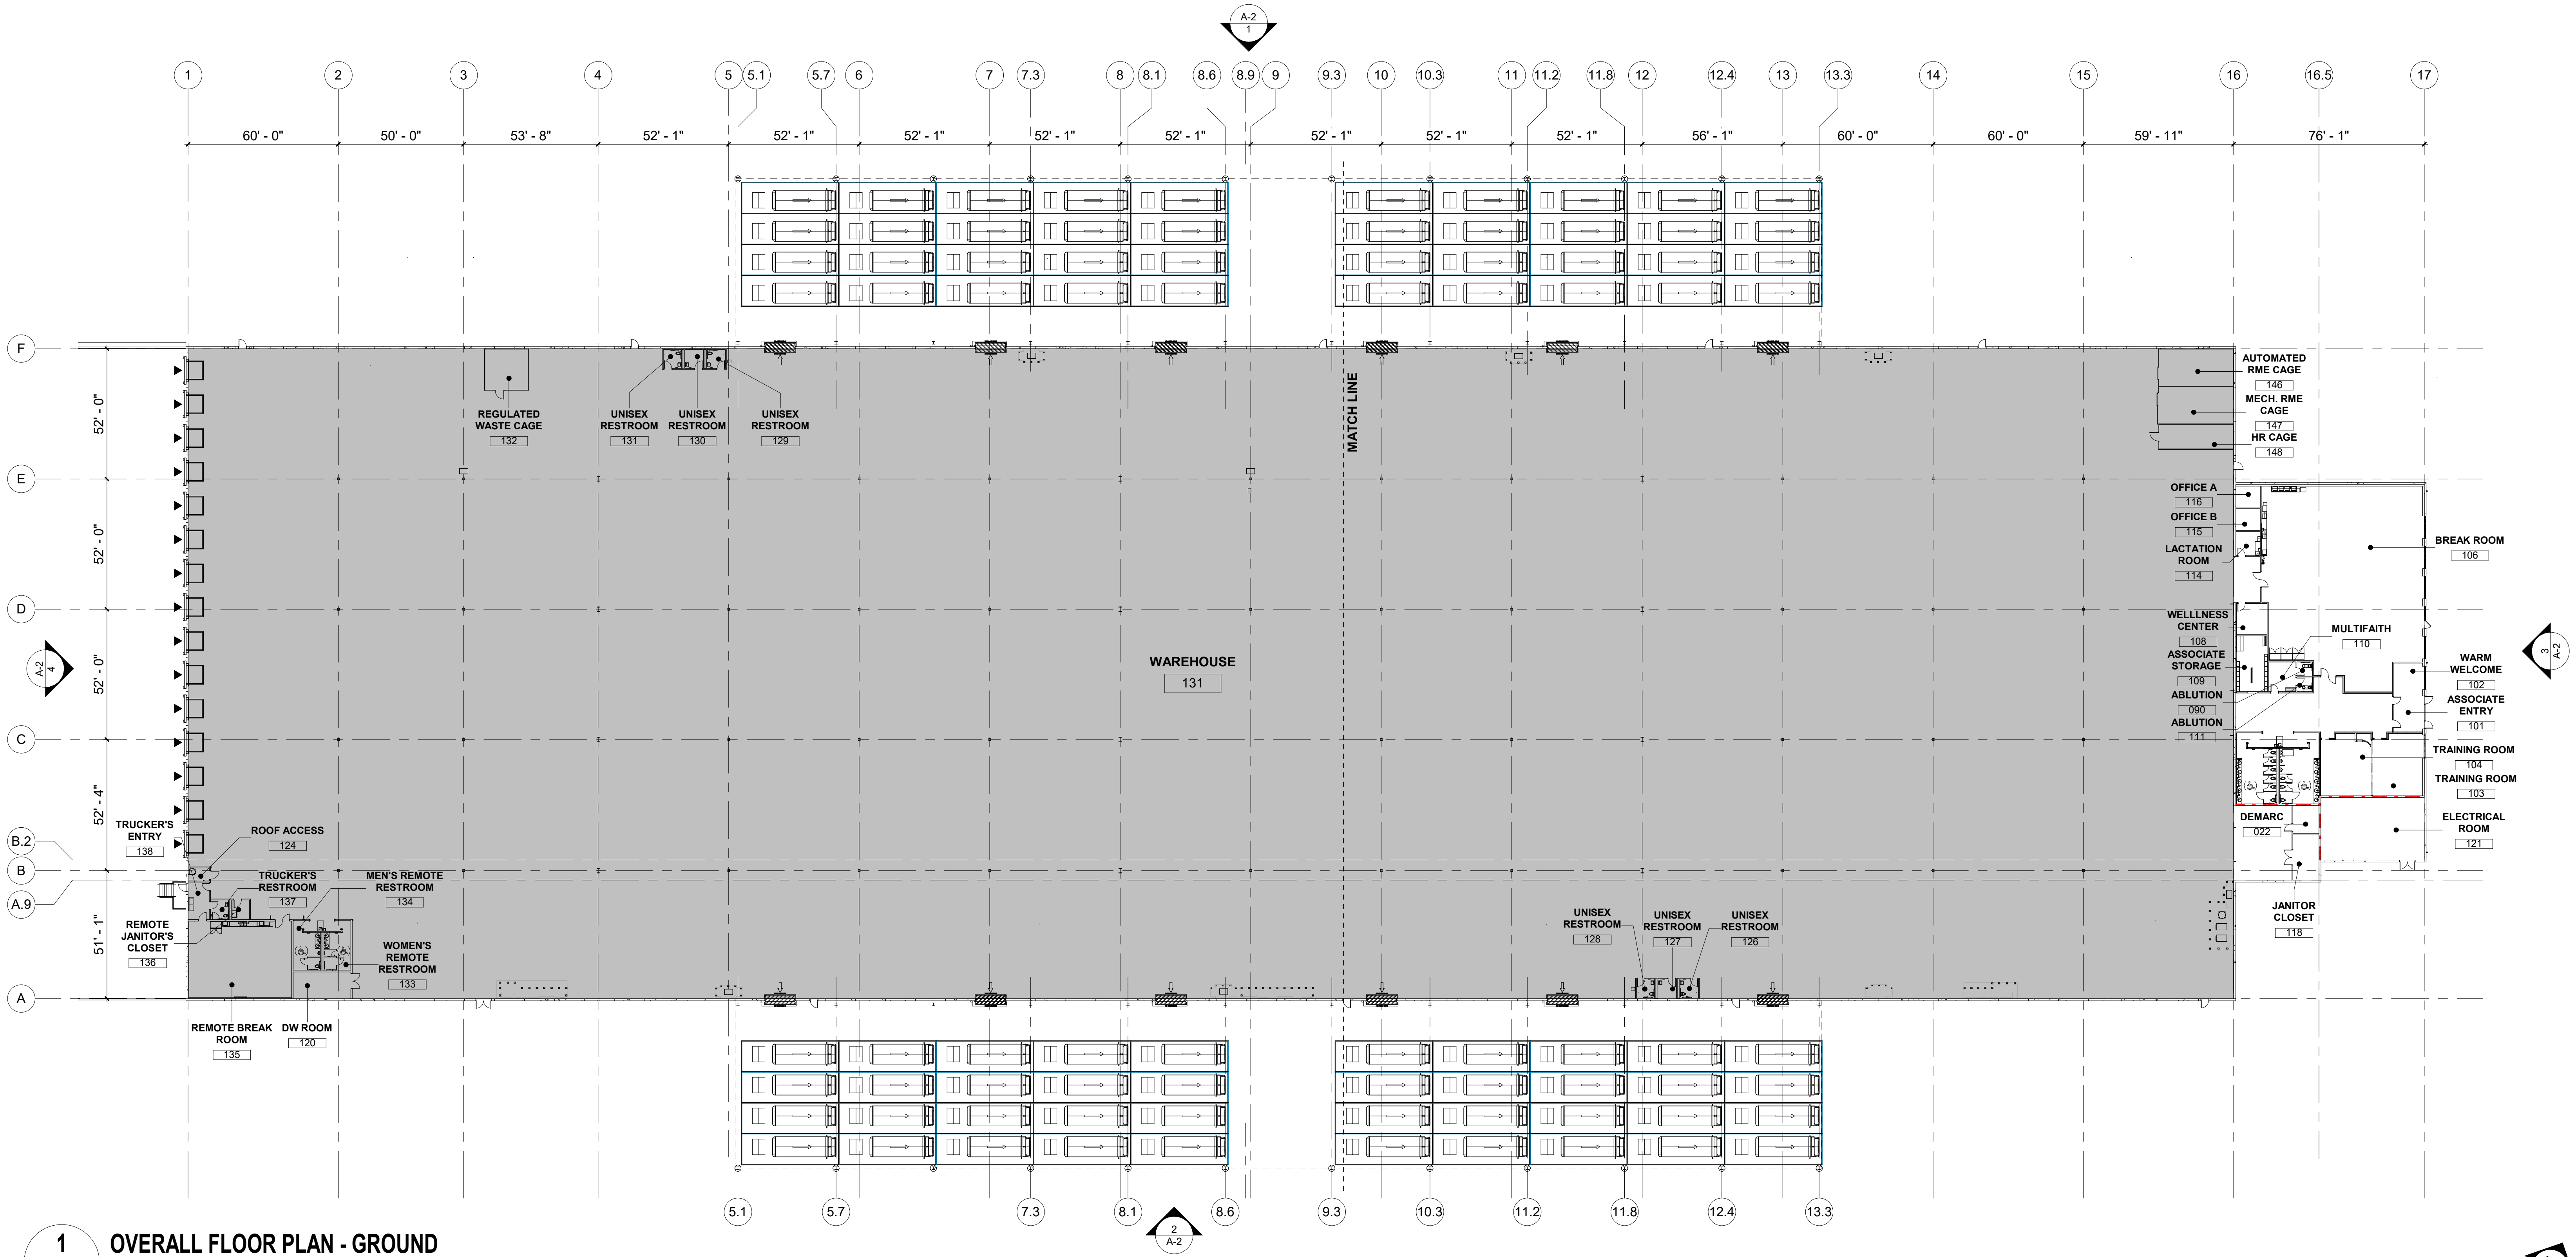 A-2
1
1
2
3
4
5
5.1
5.7
6
7
7.3
8
8.1
8.6
8.9
9
9.3
10
10.3
11
11.2
11.8
12
12.4
13
13.3
14
15
16
16.5
17
60' - 0"
50' - 0"
53' - 8"
52' - 1"
52' - 1"
52' - 1"
52' - 1"
52' - 1"
52' - 1"
52' - 1"
52' - 1"
56' - 1"
60' - 0"
60' - 0"
59' - 11"
76' - 1"
F
E
D
C
B.2
B
A.9
A
52' - 0"
52' - 0"
52' - 0"
52' - 4"
51' - 1"
A-2
4
3
A-2
REGULATED
WASTE CAGE
132
UNISEX
RESTROOM
131
UNISEX
RESTROOM
130
UNISEX
RESTROOM
129
MATCH LINE
AUTOMATED
RME CAGE
146
MECH. RME
CAGE
147
HR CAGE
148
OFFICE A
116
OFFICE B
115
LACTATION
ROOM
114
BREAK ROOM
106
WELLLNESS
CENTER
108
MULTIFAITH
110
ASSOCIATE
STORAGE
109
WARM
WELCOME
102
ABLUTION
090
ASSOCIATE
ENTRY
101
ABLUTION
111
WAREHOUSE
131
TRAINING ROOM
104
TRAINING ROOM
103
DEMARC
022
ELECTRICAL
ROOM
121
JANITOR
CLOSET
118
TRUCKER'S
ENTRY
138
ROOF ACCESS
124
TRUCKER'S
RESTROOM
137
MEN'S REMOTE
RESTROOM
134
REMOTE
JANITOR'S
CLOSET
136
WOMEN'S
REMOTE
RESTROOM
133
UNISEX
RESTROOM
128
UNISEX
RESTROOM
127
UNISEX
RESTROOM
126
REMOTE BREAK
ROOM
135
DW ROOM
120
5.1
5.7
7.3
8.1
8.6
9.3
10.3
11.2
11.8
12.4
13.3
2
A-2
1
OVERALL FLOOR PLAN - GROUND